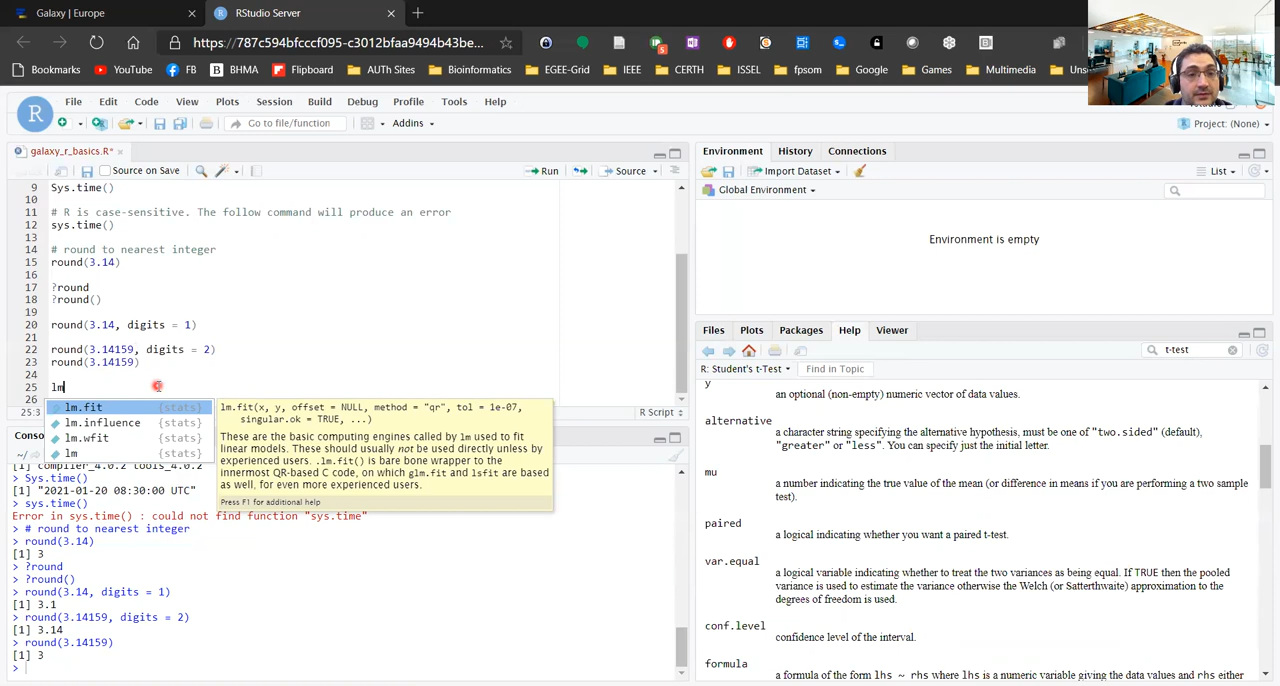 Galaxy | Europe
RStudio Server
https://787c594bfcccf095-c3012bfaa9494b43be...
Bookmarks YouTube FB BHMA Flipboard AUTh Sites Bioinformatics EGEE-Grid IEEE CERTH ISSEL fpsom Google Games Multimedia
File Edit Code View Plots Session Build Debug Profile Tools Help
Go to file/function Addins Project: (None)
galaxy_r_basics.R*
Source on Save Run Source
9 Sys.time()
10
11 # R is case-sensitive. The follow command will produce an error
12 sys.time()
13
14 # round to nearest integer
15 round(3.14)
16
17 ?round
18 ?round()
19
20 round(3.14, digits = 1)
21
22 round(3.14159, digits = 2)
23 round(3.14159)
24
25 lm
26
25:3 R Script
lm.fit {stats}
lm.influence {stats}
lm.wfit {stats}
lm {stats}
lm.fit(x, y, offset = NULL, method = "qr", tol = 1e-07,
singular.ok = TRUE, ...)
These are the basic computing engines called by lm used to fit
linear models. These should usually not be used directly unless by
experienced users. .lm.fit() is bare bone wrapper to the
innermost QR-based C code, on which glm.fit and lsfit are based
as well, for even more experienced users.
Press F1 for additional help
Conso
~/
[1] compiler_4.0.2 tools_4.0.2
> Sys.time()
[1] "2021-01-20 08:30:00 UTC"
> sys.time()
Error in sys.time() : could not find function "sys.time"
> # round to nearest integer
> round(3.14)
[1] 3
> ?round
> ?round()
> round(3.14, digits = 1)
[1] 3.1
> round(3.14159, digits = 2)
[1] 3.14
> round(3.14159)
[1] 3
>
Environment History Connections
Import Dataset List
Global Environment
Environment is empty
Files Plots Packages Help Viewer
t-test
R: Student's t-Test Find in Topic
y
an optional (non-empty) numeric vector of data values.
alternative
a character string specifying the alternative hypothesis, must be one of "two.sided" (default),
"greater" or "less". You can specify just the initial letter.
mu
a number indicating the true value of the mean (or difference in means if you are performing a two sample
test).
paired
a logical indicating whether you want a paired t-test.
var.equal
a logical variable indicating whether to treat the two variances as being equal. If TRUE then the pooled
variance is used to estimate the variance otherwise the Welch (or Satterthwaite) approximation to the
degrees of freedom is used.
conf.level
confidence level of the interval.
formula
a formula of the form lhs ~ rhs where lhs is a numeric variable giving the data values and rhs either